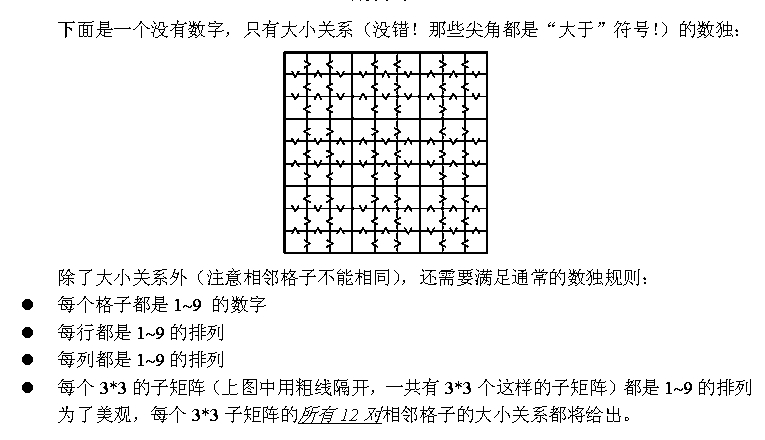 下面是一个没有数字，只有大小关系（没错！那些尖角都是“大于”符号！）的数独：
除了大小关系外（注意相邻格子不能相同），还需要满足通常的数独规则：
● 每个格子都是 1~9 的数字
● 每行都是 1~9 的排列
● 每列都是 1~9 的排列
● 每个 3*3 的子矩阵（上图中用粗线隔开，一共有 3*3 个这样的子矩阵）都是 1~9 的排列
为了美观，每个 3*3 子矩阵的所有 12 对相邻格子的大小关系都将给出。